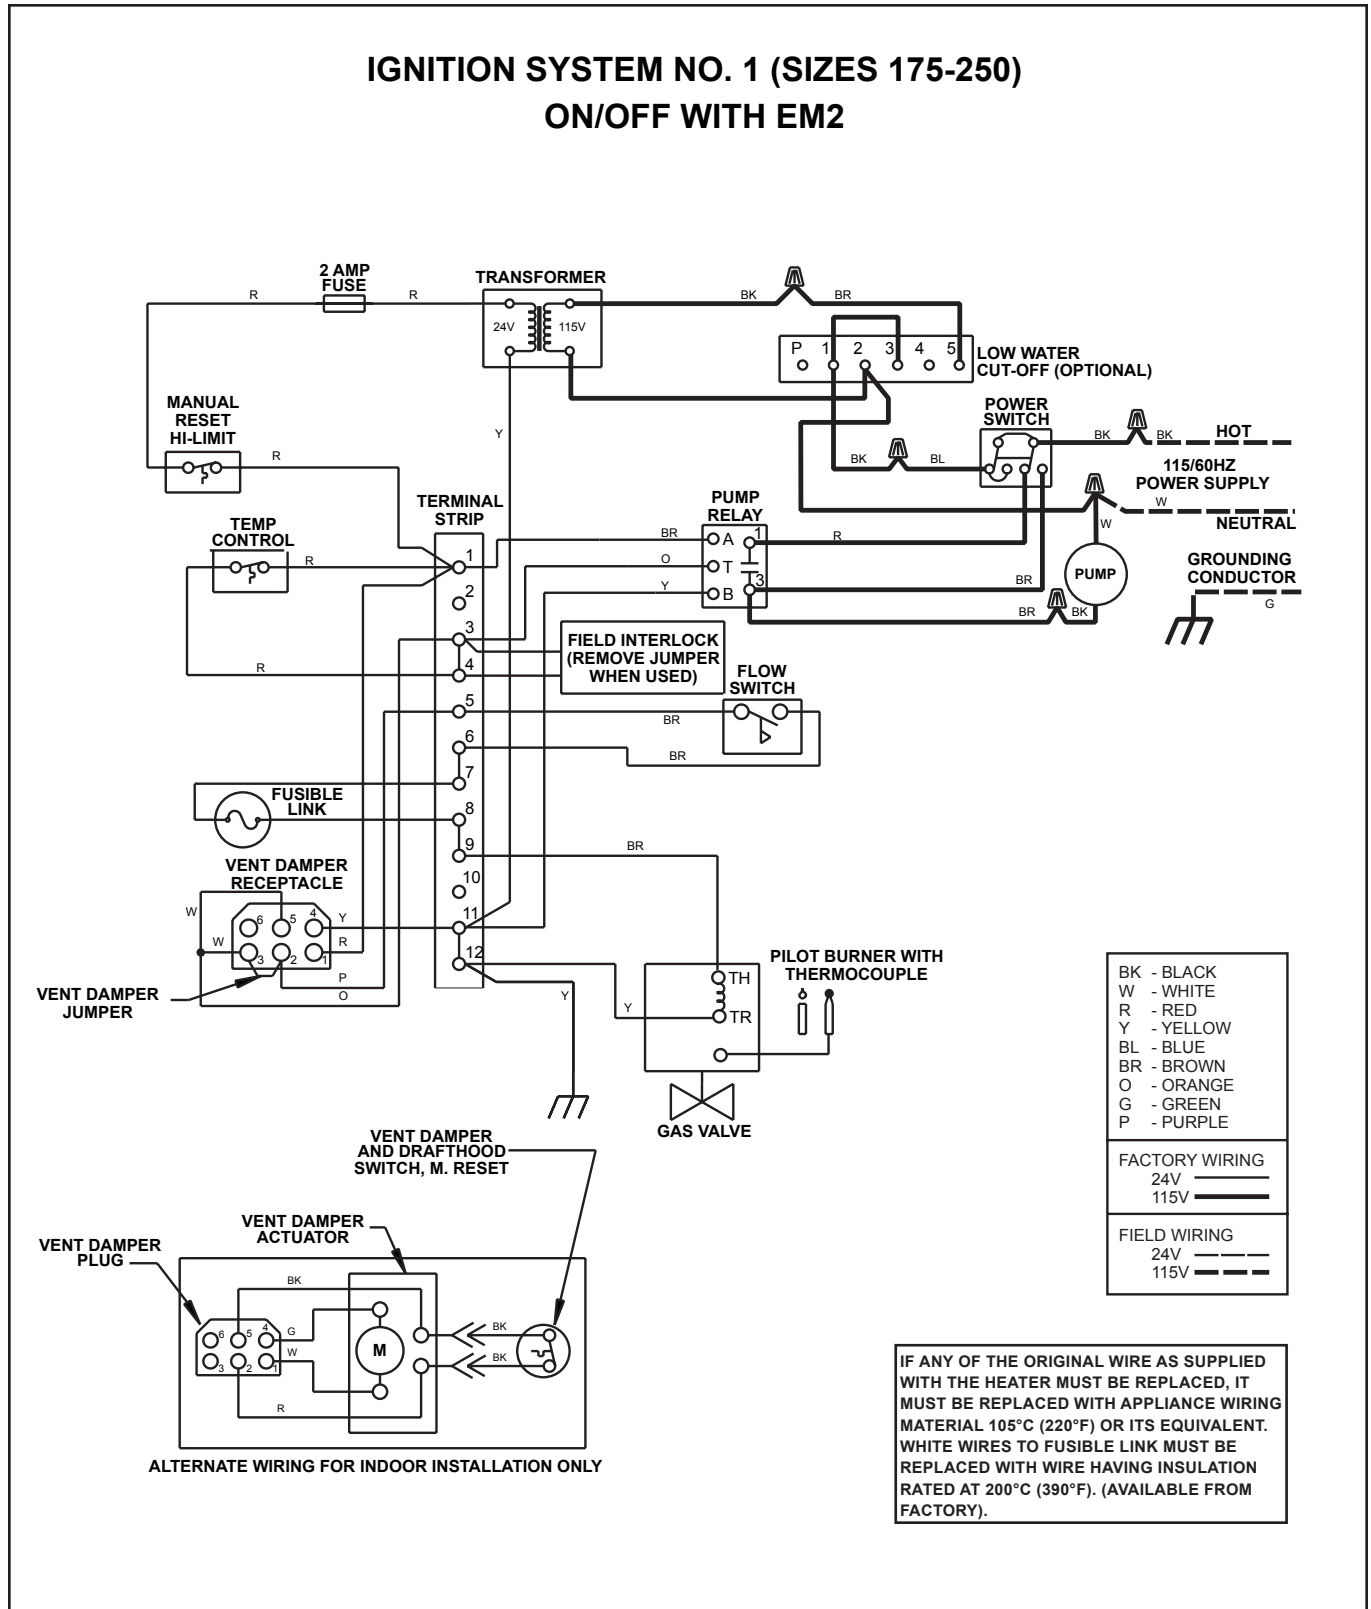 IGNITION SYSTEM NO. 1 (SIZES 175-250)
ON/OFF WITH EM2
2 AMP
FUSE
R
R
TRANSFORMER
24V
115V
BK
BR
P 1 2 3 4 5
LOW WATER
CUT-OFF (OPTIONAL)
MANUAL
RESET
HI-LIMIT
R
Y
POWER
SWITCH
BK
BK
HOT
BK
BL
115/60HZ
POWER SUPPLY
W
NEUTRAL
W
TEMP
CONTROL
R
R
TERMINAL
STRIP
1
2
3
4
5
6
7
8
9
10
11
12
PUMP
RELAY
BR
O
Y
A
T
B
1
3
R
BR
BR
BK
PUMP
GROUNDING
CONDUCTOR
G
FIELD INTERLOCK
(REMOVE JUMPER
WHEN USED)
FLOW
SWITCH
BR
BR
FUSIBLE
LINK
BR
VENT DAMPER
RECEPTACLE
W
W
6 5 4
3 2 1
Y
R
P
O
VENT DAMPER
JUMPER
Y
Y
TH
TR
PILOT BURNER WITH
THERMOCOUPLE
GAS VALVE
BK - BLACK
W - WHITE
R - RED
Y - YELLOW
BL - BLUE
BR - BROWN
O - ORANGE
G - GREEN
P - PURPLE
FACTORY WIRING
24V
115V
FIELD WIRING
24V
115V
VENT DAMPER
AND DRAFTHOOD
SWITCH, M. RESET
VENT DAMPER
ACTUATOR
VENT DAMPER
PLUG
BK
6 5 4
3 2 1
G
W
R
M
BK
BK
ALTERNATE WIRING FOR INDOOR INSTALLATION ONLY
IF ANY OF THE ORIGINAL WIRE AS SUPPLIED
WITH THE HEATER MUST BE REPLACED, IT
MUST BE REPLACED WITH APPLIANCE WIRING
MATERIAL 105°C (220°F) OR ITS EQUIVALENT.
WHITE WIRES TO FUSIBLE LINK MUST BE
REPLACED WITH WIRE HAVING INSULATION
RATED AT 200°C (390°F). (AVAILABLE FROM
FACTORY).